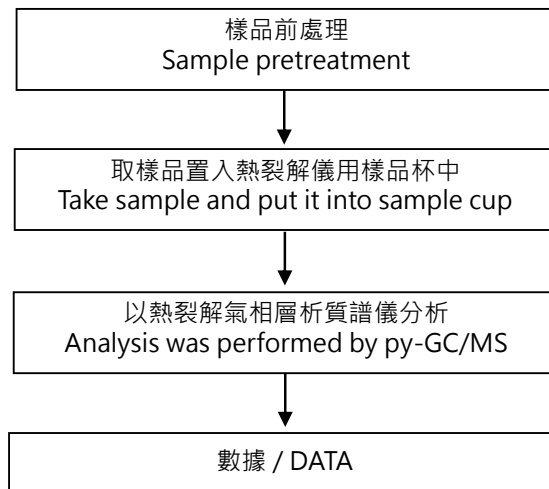 樣品前處理
Sample pretreatment
取樣品置入熱裂解儀用樣品杯中
Take sample and put it into sample cup
以熱裂解氣相層析質譜儀分析
Analysis was performed by py-GC/MS
數據 / DATA